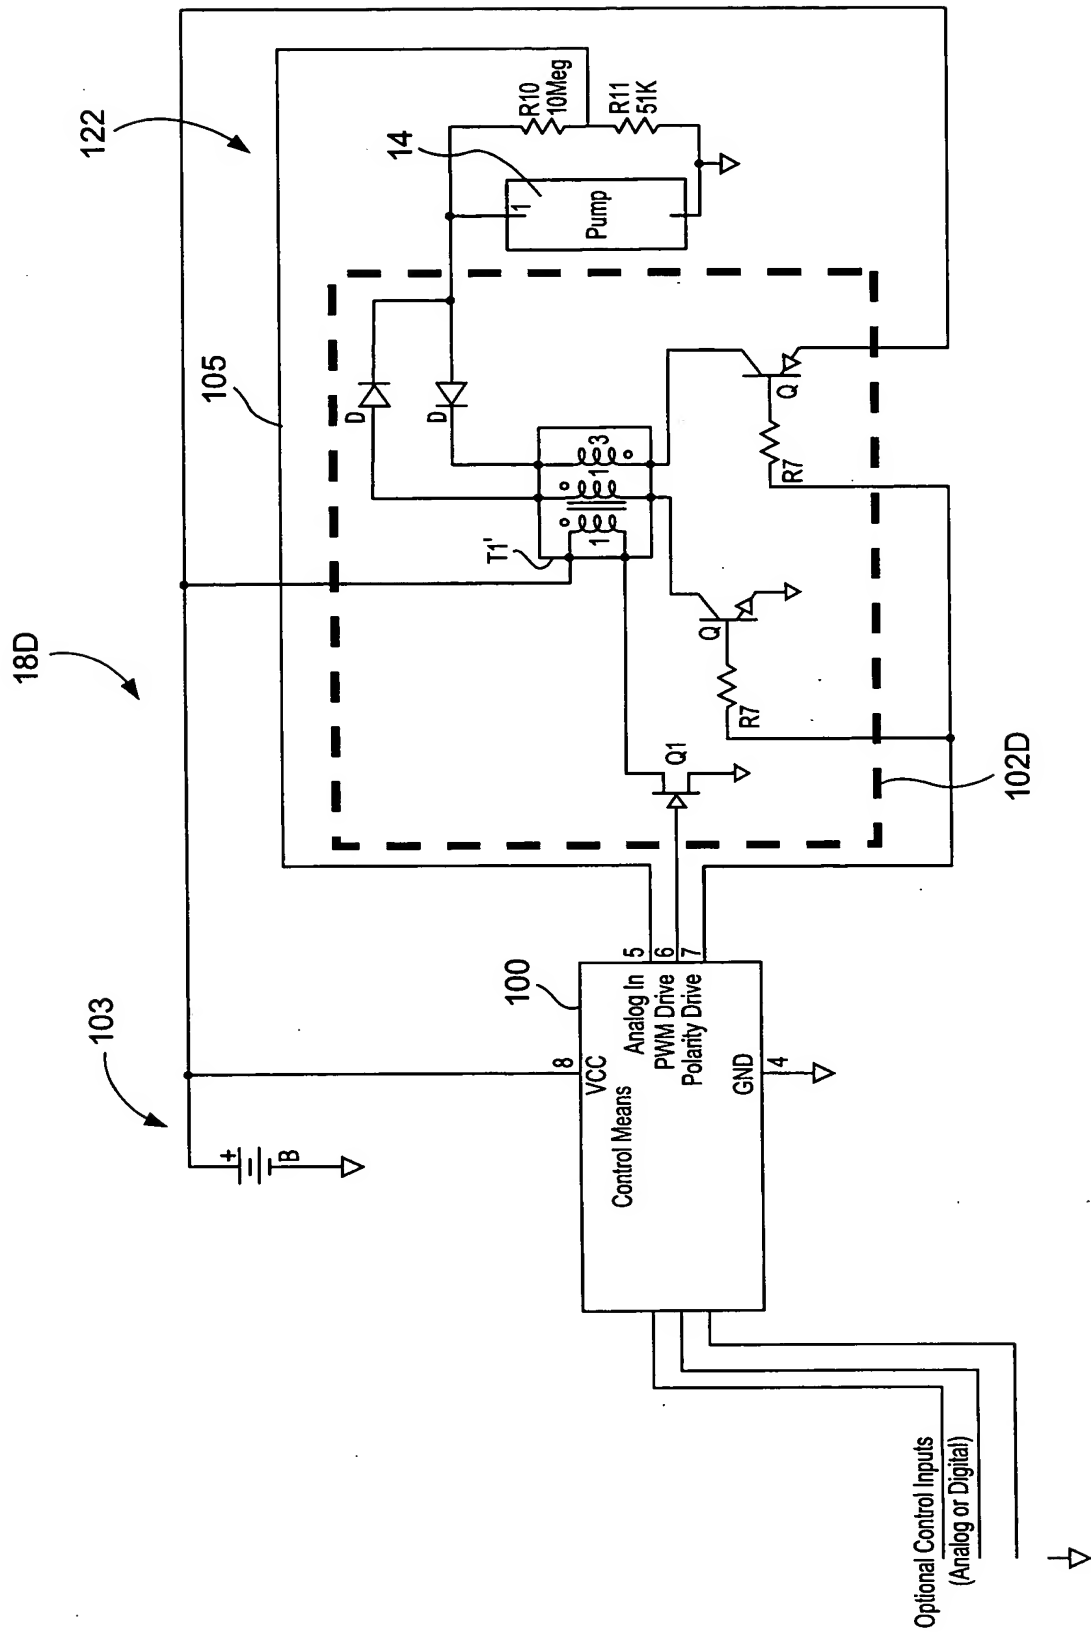 18D
103
122
105
+
B
100
8
VCC
Control Means
Analog In
5
PWM Drive
6
Polarity Drive
7
GND
4
Optional Control Inputs
(Analog or Digital)
T1'
1
1
3
D
D
Q1
R7
Q
R7
Q
102D
14
1
Pump
R10
10Meg
R11
51K